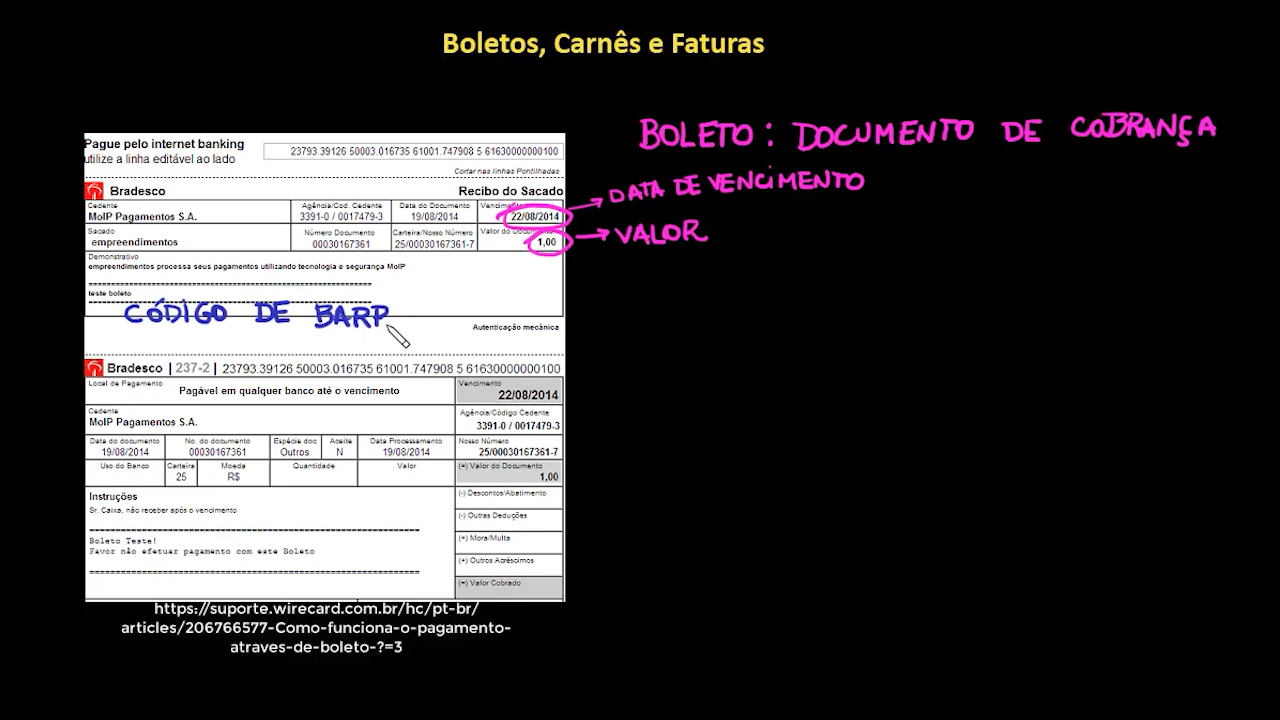 Boletos, Carnês e Faturas
BOLETO: DOCUMENTO DE COBRANÇA
DATA DE VENCIMENTO
VALOR
Pague pelo internet banking
utilize a linha editável ao lado
23793.39126 50003.016735 61001.747908 5 61630000000100
Cortar nas linhas Pontilhadas
Bradesco Recibo do Sacado
Cedente Agência/Cod. Cedente Data do Documento Vencimento
MoIP Pagamentos S.A. 3391-0 / 0017479-3 19/08/2014 22/08/2014
Sacado Número Documento Carteira/Nosso Número Valor do Documento
empreendimentos 00030167361 25/00030167361-7 1,00
Demonstrativo
empreendimentos processa seus pagamentos utilizando tecnologia e segurança MoIP
teste boleto
CÓDIGO DE BARR
Autenticação mecânica
Bradesco | 237-2 | 23793.39126 50003.016735 61001.747908 5 61630000000100
Local de Pagamento Vencimento
Pagável em qualquer banco até o vencimento 22/08/2014
Cedente Agência/Código Cedente
MoIP Pagamentos S.A. 3391-0 / 0017479-3
Data do documento No. do documento Espécie doc Aceite Data Processamento Nosso Número
19/08/2014 00030167361 Outros N 19/08/2014 25/00030167361-7
Uso do Banco Carteira Moeda Quantidade Valor (=) Valor do Documento
25 R$ 1,00
Instruções (-) Descontos/Abatimento
Sr. Caixa, não receber após o vencimento (-) Outras Deduções
Boleto Teste! (+) Mora/Multa
Favor não efetuar pagamento com este Boleto (+) Outros Acréscimos
(=) Valor Cobrado
https://suporte.wirecard.com.br/hc/pt-br/
articles/206766577-Como-funciona-o-pagamento-
atraves-de-boleto-?=3